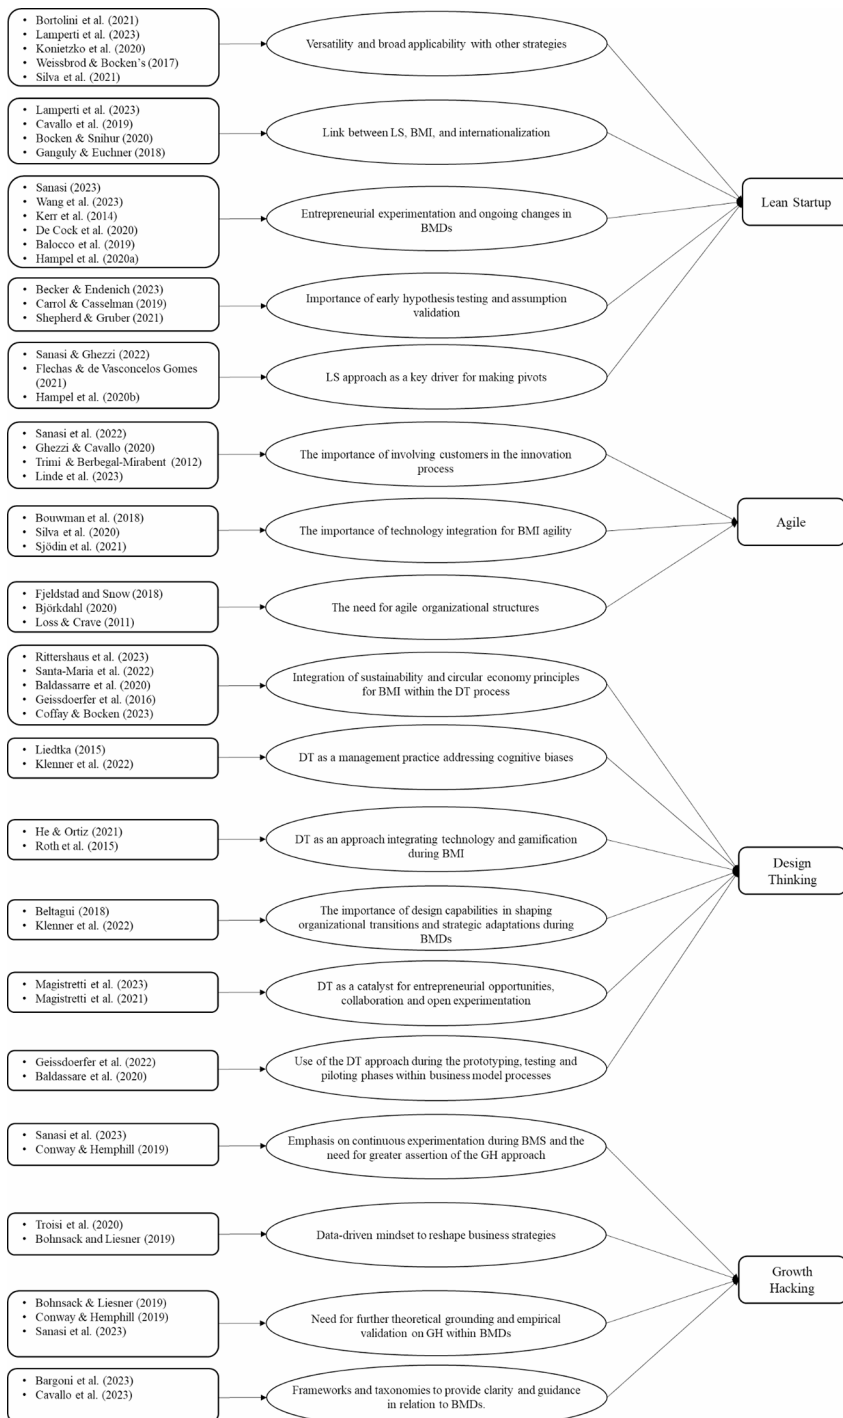 • Bortolini et al. (2021)
• Lamperti et al. (2023)
• Konietzko et al. (2020)
• Weissbrod & Bocken's (2017)
• Silva et al. (2021)
Versatility and broad applicability with other strategies
• Lamperti et al. (2023)
• Cavallo et al. (2019)
• Bocken & Snihur (2020)
• Ganguly & Euchner (2018)
Link between LS, BMI, and internationalization
• Sanasi (2023)
• Wang et al. (2023)
• Kerr et al. (2014)
• De Cock et al. (2020)
• Balocco et al. (2019)
• Hampel et al. (2020a)
Entrepreneurial experimentation and ongoing changes in
BMDs
Lean Startup
• Becker & Endenich (2023)
• Carrol & Casselman (2019)
• Shepherd & Gruber (2021)
Importance of early hypothesis testing and assumption
validation
• Sanasi & Ghezzi (2022)
• Flechas & de Vasconcelos Gomes
(2021)
• Hampel et al. (2020b)
LS approach as a key driver for making pivots
• Sanasi et al. (2022)
• Ghezzi & Cavallo (2020)
• Trimi & Berbegal-Mirabent (2012)
• Linde et al. (2023)
The importance of involving customers in the innovation
process
• Bouwman et al. (2018)
• Silva et al. (2020)
• Sjödin et al. (2021)
The importance of technology integration for BMI agility
Agile
• Fjeldstad and Snow (2018)
• Björkdahl (2020)
• Loss & Crave (2011)
The need for agile organizational structures
• Rittershaus et al. (2023)
• Santa-Maria et al. (2022)
• Baldassarre et al. (2020)
• Geissdoerfer et al. (2016)
• Coffay & Bocken (2023)
Integration of sustainability and circular economy principles
for BMI within the DT process
• Liedtka (2015)
• Klenner et al. (2022)
DT as a management practice addressing cognitive biases
• He & Ortiz (2021)
• Roth et al. (2015)
DT as an approach integrating technology and gamification
during BMI
Design
Thinking
• Beltagui (2018)
• Klenner et al. (2022)
The importance of design capabilities in shaping
organizational transitions and strategic adaptations during
BMDs
• Magistretti et al. (2023)
• Magistretti et al. (2021)
DT as a catalyst for entrepreneurial opportunities,
collaboration and open experimentation
• Geissdoerfer et al. (2022)
• Baldassare et al. (2020)
Use of the DT approach during the prototyping, testing and
piloting phases within business model processes
• Sanasi et al. (2023)
• Conway & Hemphill (2019)
Emphasis on continuous experimentation during BMS and the
need for greater assertion of the GH approach
• Troisi et al. (2020)
• Bohnsack and Liesner (2019)
Data-driven mindset to reshape business strategies
Growth
Hacking
• Bohnsack & Liesner (2019)
• Conway & Hemphill (2019)
• Sanasi et al. (2023)
Need for further theoretical grounding and empirical
validation on GH within BMDs
• Bargoni et al. (2023)
• Cavallo et al. (2023)
Frameworks and taxonomies to provide clarity and guidance
in relation to BMDs.